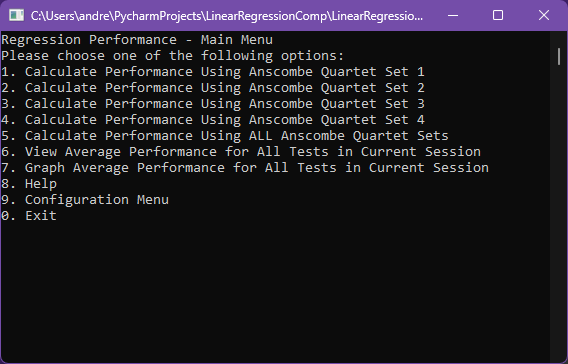 C:\Users\andre\PycharmProjects\LinearRegressionComp\LinearRegressio...
Regression Performance - Main Menu
Please choose one of the following options:
1. Calculate Performance Using Anscombe Quartet Set 1
2. Calculate Performance Using Anscombe Quartet Set 2
3. Calculate Performance Using Anscombe Quartet Set 3
4. Calculate Performance Using Anscombe Quartet Set 4
5. Calculate Performance Using ALL Anscombe Quartet Sets
6. View Average Performance for All Tests in Current Session
7. Graph Average Performance for All Tests in Current Session
8. Help
9. Configuration Menu
0. Exit